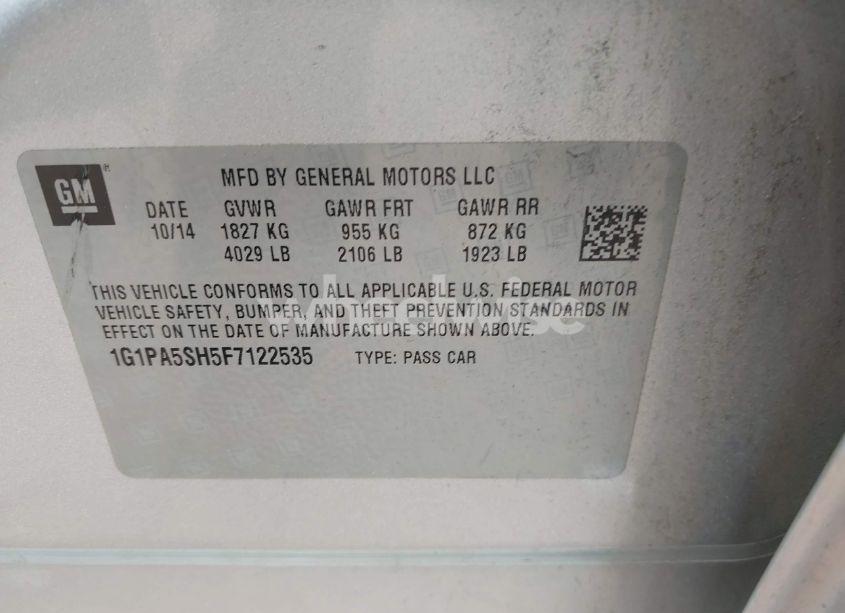 GM
MFD BY GENERAL MOTORS LLC
DATE GVWR GAWR FRT GAWR RR
10/14 1827 KG 955 KG 872 KG
4029 LB 2106 LB 1923 LB
THIS VEHICLE CONFORMS TO ALL APPLICABLE U.S. FEDERAL MOTOR
VEHICLE SAFETY, BUMPER, AND THEFT PREVENTION STANDARDS IN
EFFECT ON THE DATE OF MANUFACTURE SHOWN ABOVE.
1G1PA5SH5F7122535 TYPE: PASS CAR